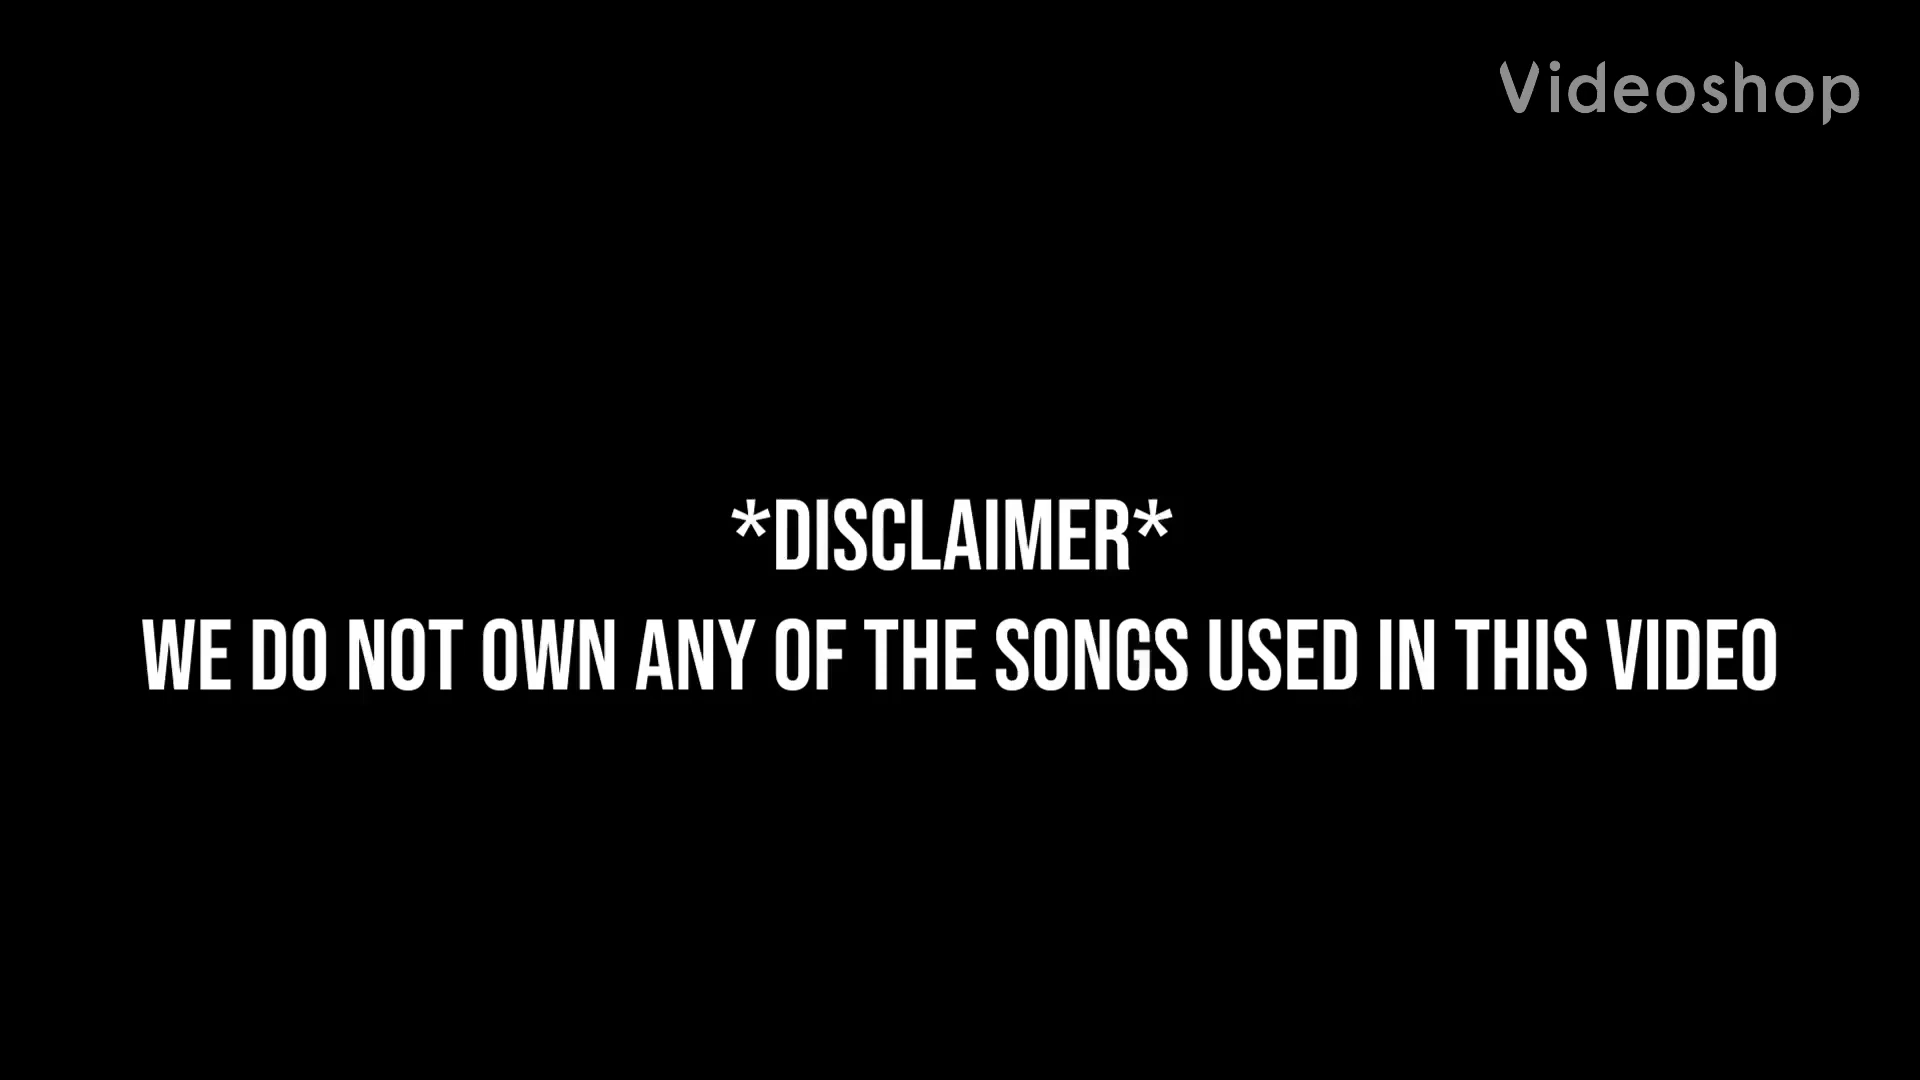 Videoshop
*DISCLAIMER*
WE DO NOT OWN ANY OF THE SONGS USED IN THIS VIDEO